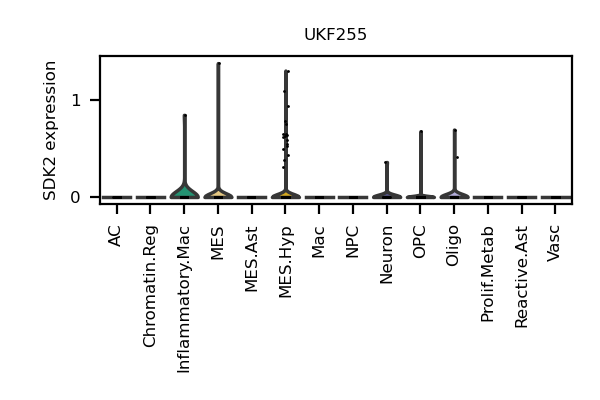 UKF255
SDK2 expression
1
0
AC
Chromatin.Reg
Inflammatory.Mac
MES
MES.Ast
MES.Hyp
Mac
NPC
Neuron
OPC
Oligo
Prolif.Metab
Reactive.Ast
Vasc